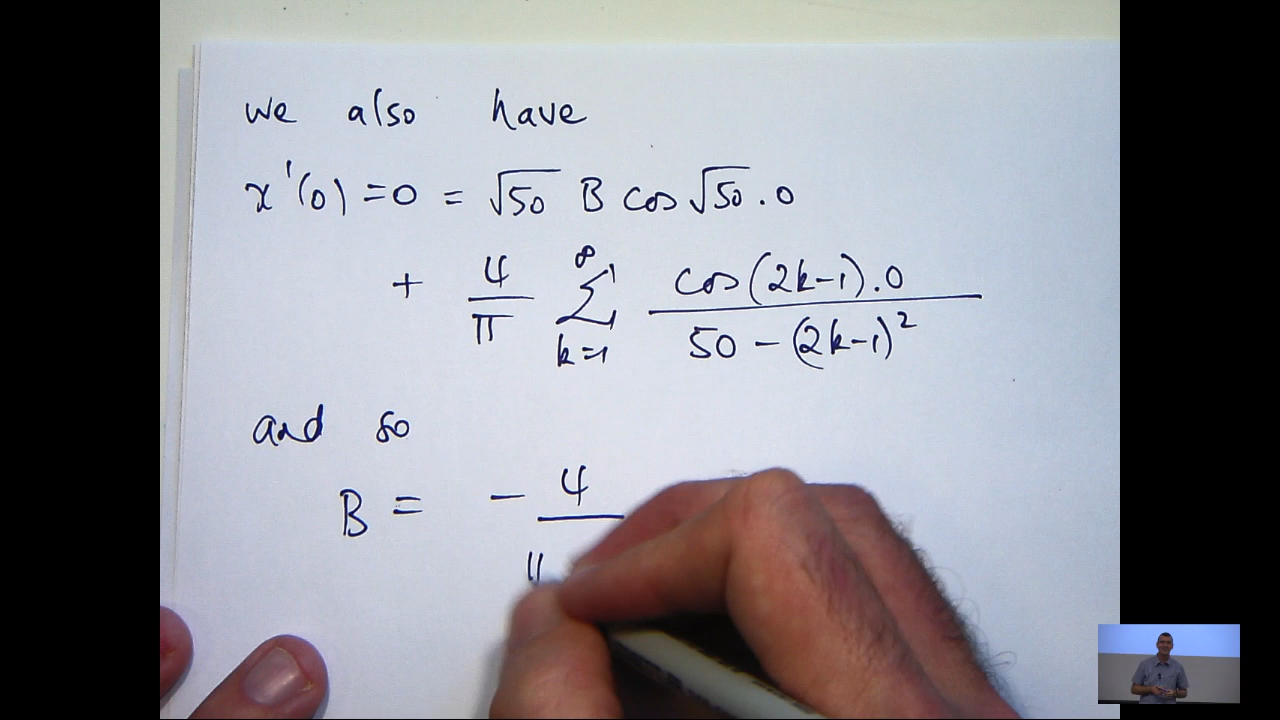 we also have
x'(0) = 0 = √50 B cos √50 . 0
+ 4/π ∑_{k=1}^{∞} cos(2k-1).0 / 50 - (2k-1)²
and so
B = - 4/π